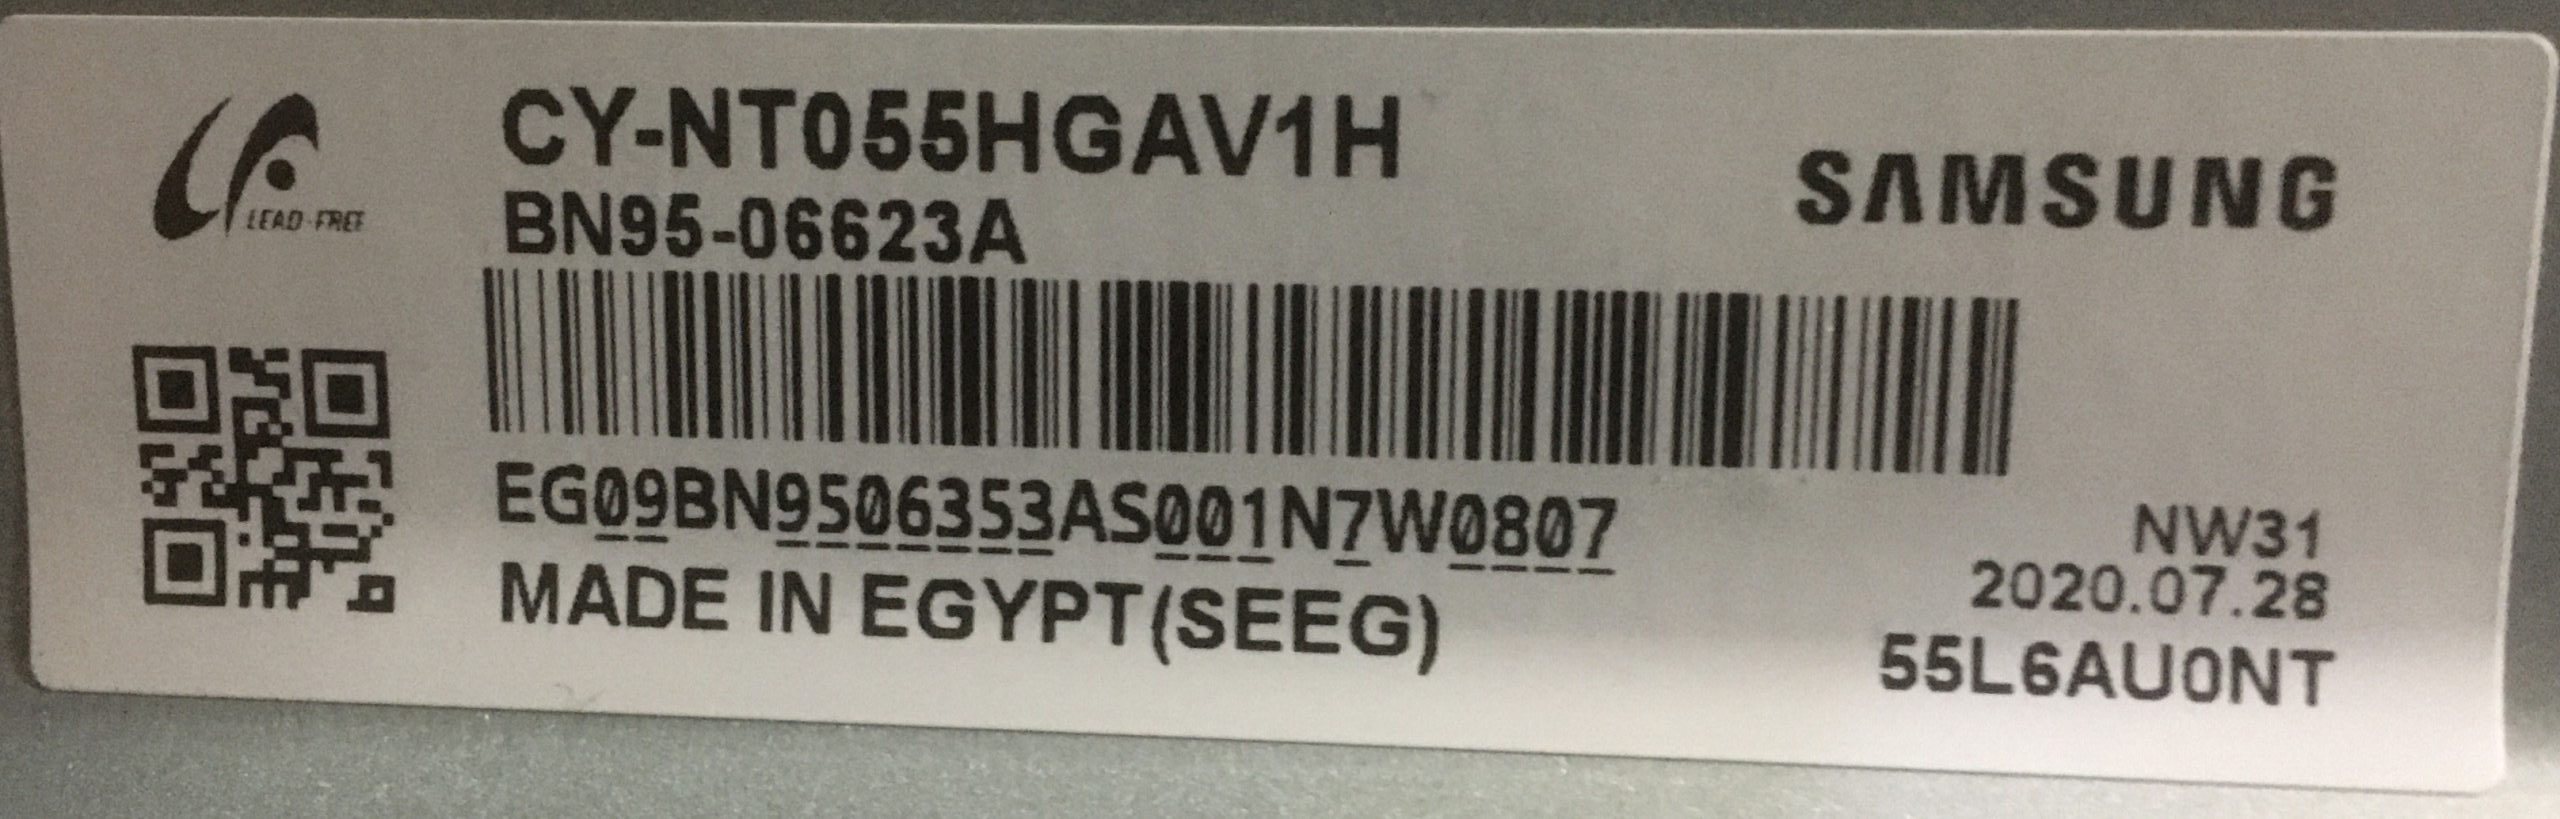 CY-NT055HGAV1H
BN95-06623A
SAMSUNG
LEAD-FREE
EG09BN9506353AS001N7W0807
MADE IN EGYPT(SEEG)
NW31
2020.07.28
55L6AU0NT